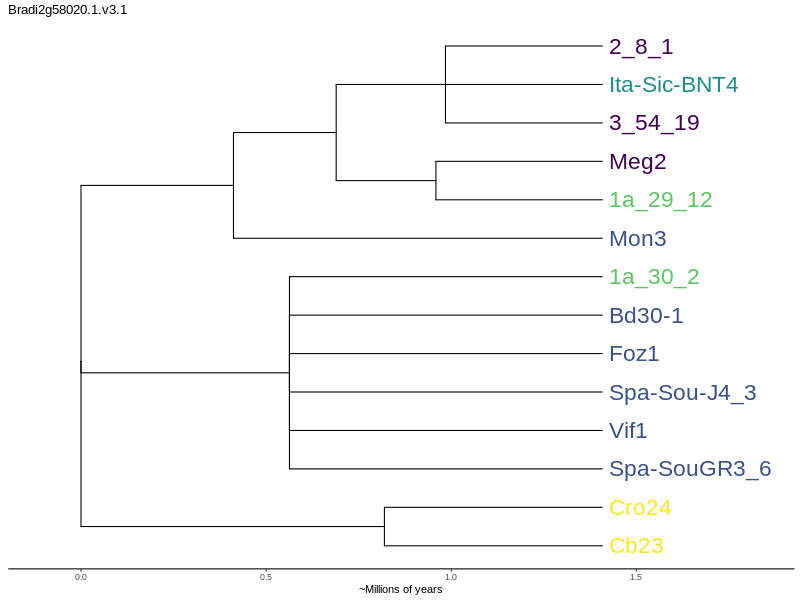 Bradi2g58020.1.v3.1
2_8_1
Ita-Sic-BNT4
3_54_19
Meg2
1a_29_12
Mon3
1a_30_2
Bd30-1
Foz1
Spa-Sou-J4_3
Vif1
Spa-SouGR3_6
Cro24
Cb23
0.0 0.5 1.0 1.5
~Millions of years